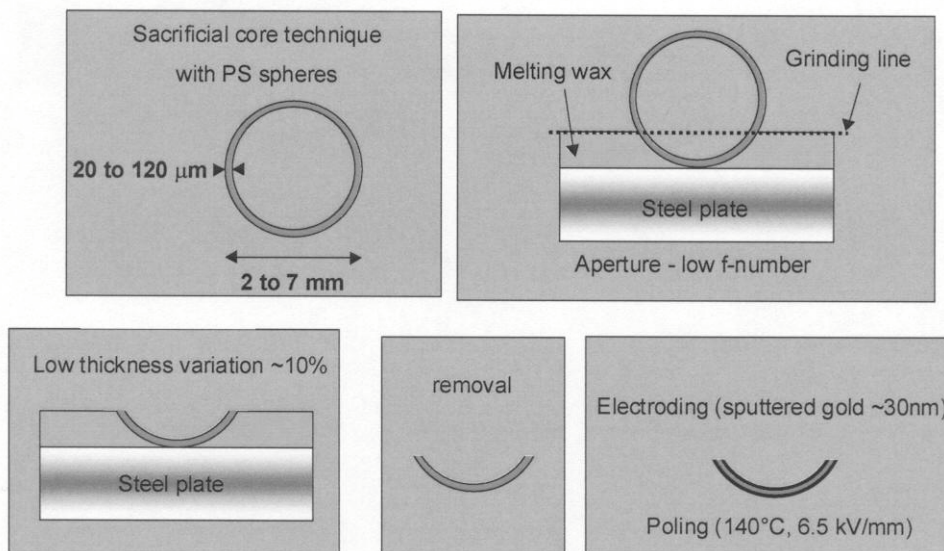 Sacrificial core technique
with PS spheres
20 to 120 μm
2 to 7 mm
Melting wax
Grinding line
Steel plate
Aperture - low f-number
Low thickness variation ~10%
Steel plate
removal
Electroding (sputtered gold ~30nm)
Poling (140°C, 6.5 kV/mm)